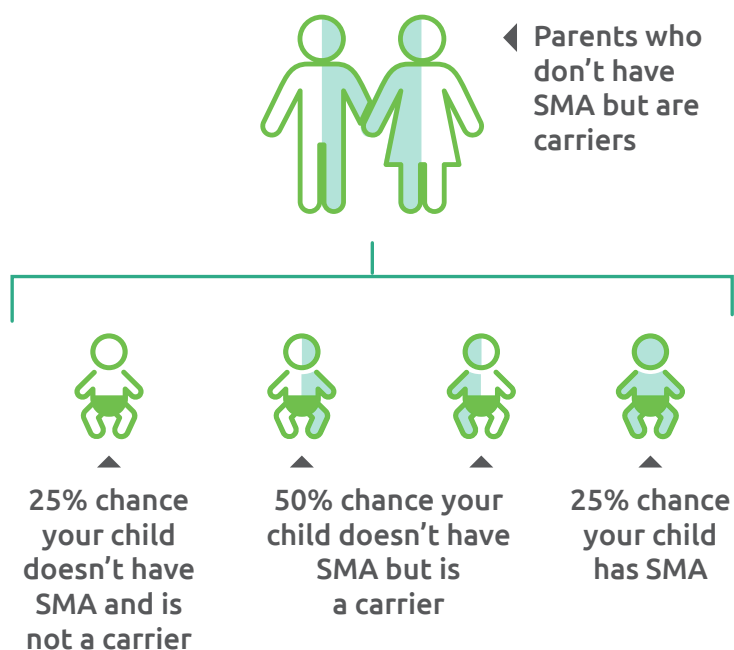 Parents who
don’t have
SMA but are
carriers
25% chance
your child
doesn’t have
SMA and is
not a carrier
50% chance your
child doesn’t have
SMA but is
a carrier
25% chance
your child
has SMA